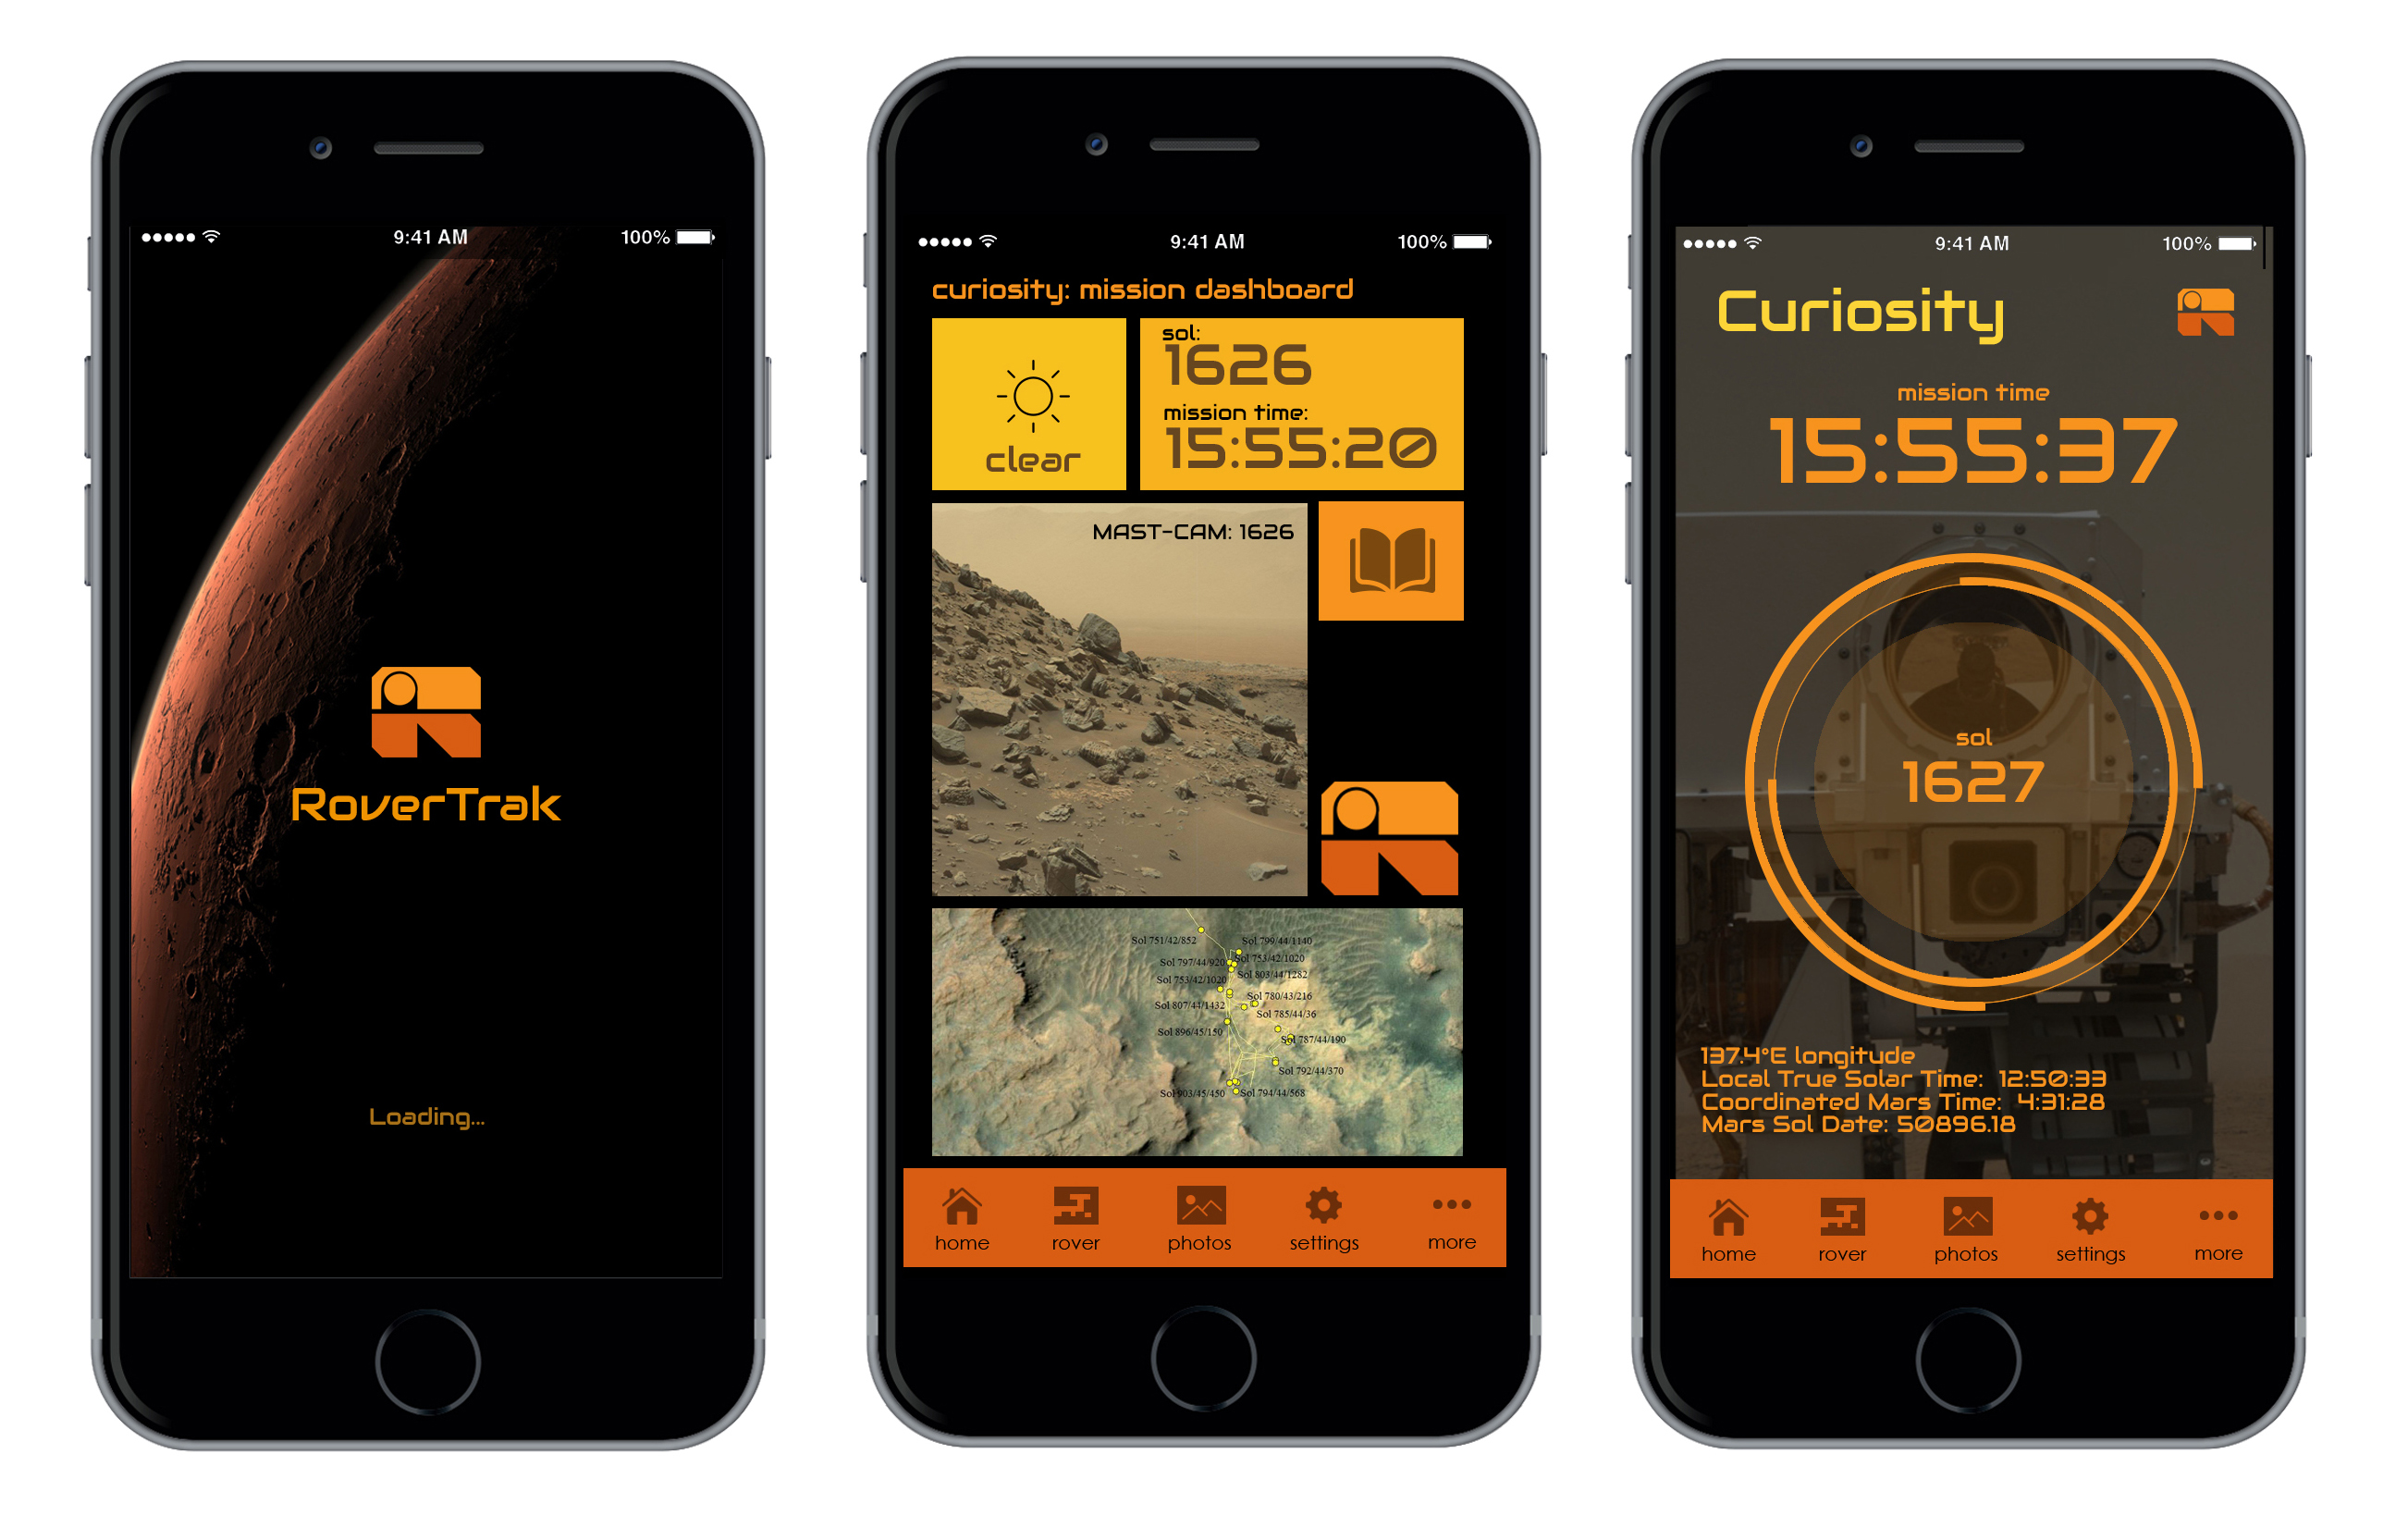 9:41 AM
100%
RoverTrak
Loading...
9:41 AM
100%
curiosity: mission dashboard
clear
sol:
1626
mission time:
15:55:20
MAST-CAM: 1626
Sol 751/42/852
Sol 799/44/1140
Sol 797/44/920
Sol 753/42/1020
Sol 753/42/1020
Sol 803/44/1282
Sol 807/44/1432
Sol 780/43/216
Sol 785/44/36
Sol 896/45/150
Sol 787/44/190
Sol 792/44/370
Sol 903/45/450
Sol 794/44/568
home
rover
photos
settings
more
9:41 AM
100%
Curiosity
mission time
15:55:37
sol
1627
137.4°E longitude
Local True Solar Time: 12:50:33
Coordinated Mars Time: 4:31:28
Mars Sol Date: 50896.18
home
rover
photos
settings
more